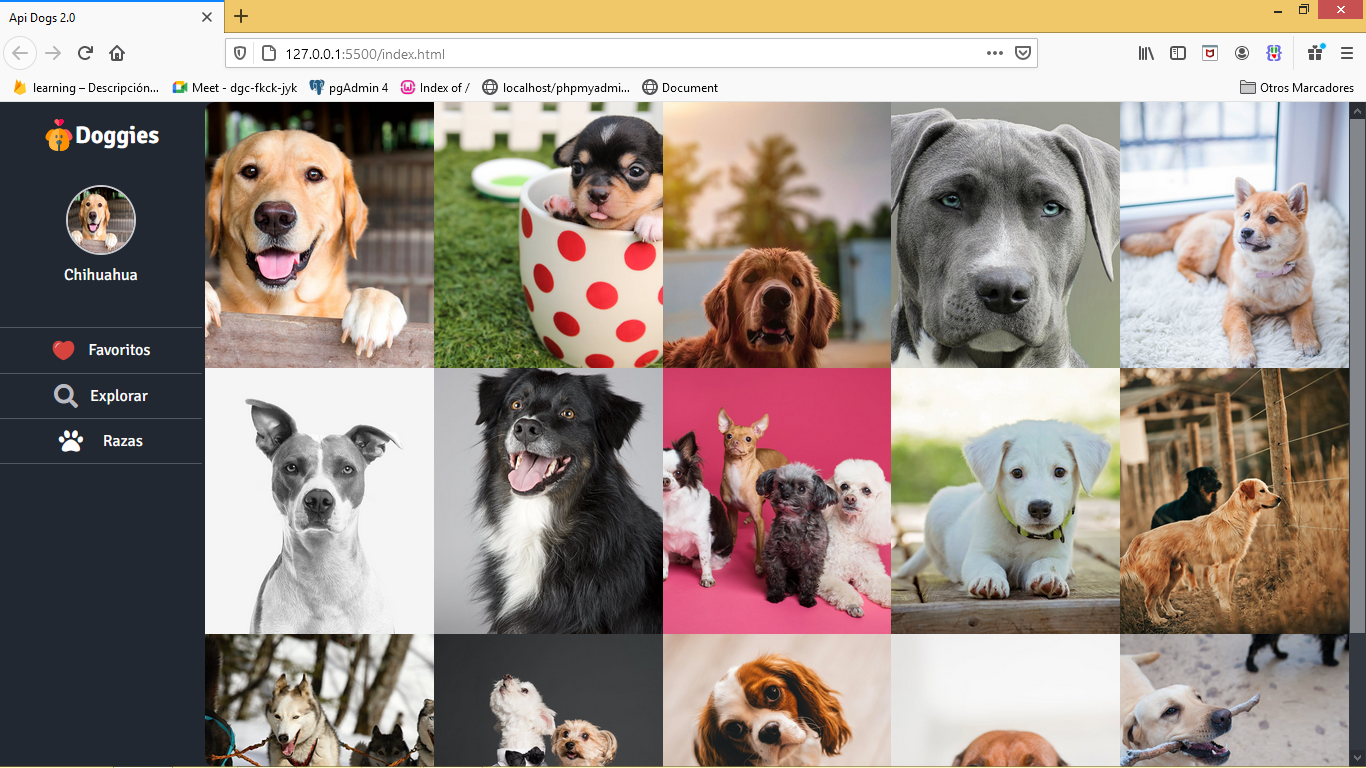 Api Dogs 2.0
127.0.0.1:5500/index.html
learning – Descripción...
Meet - dgc-fkck-jyk
pgAdmin 4
Index of /
localhost/phpmyadmi...
Document
Otros Marcadores
Doggies
Chihuahua
Favoritos
Explorar
Razas